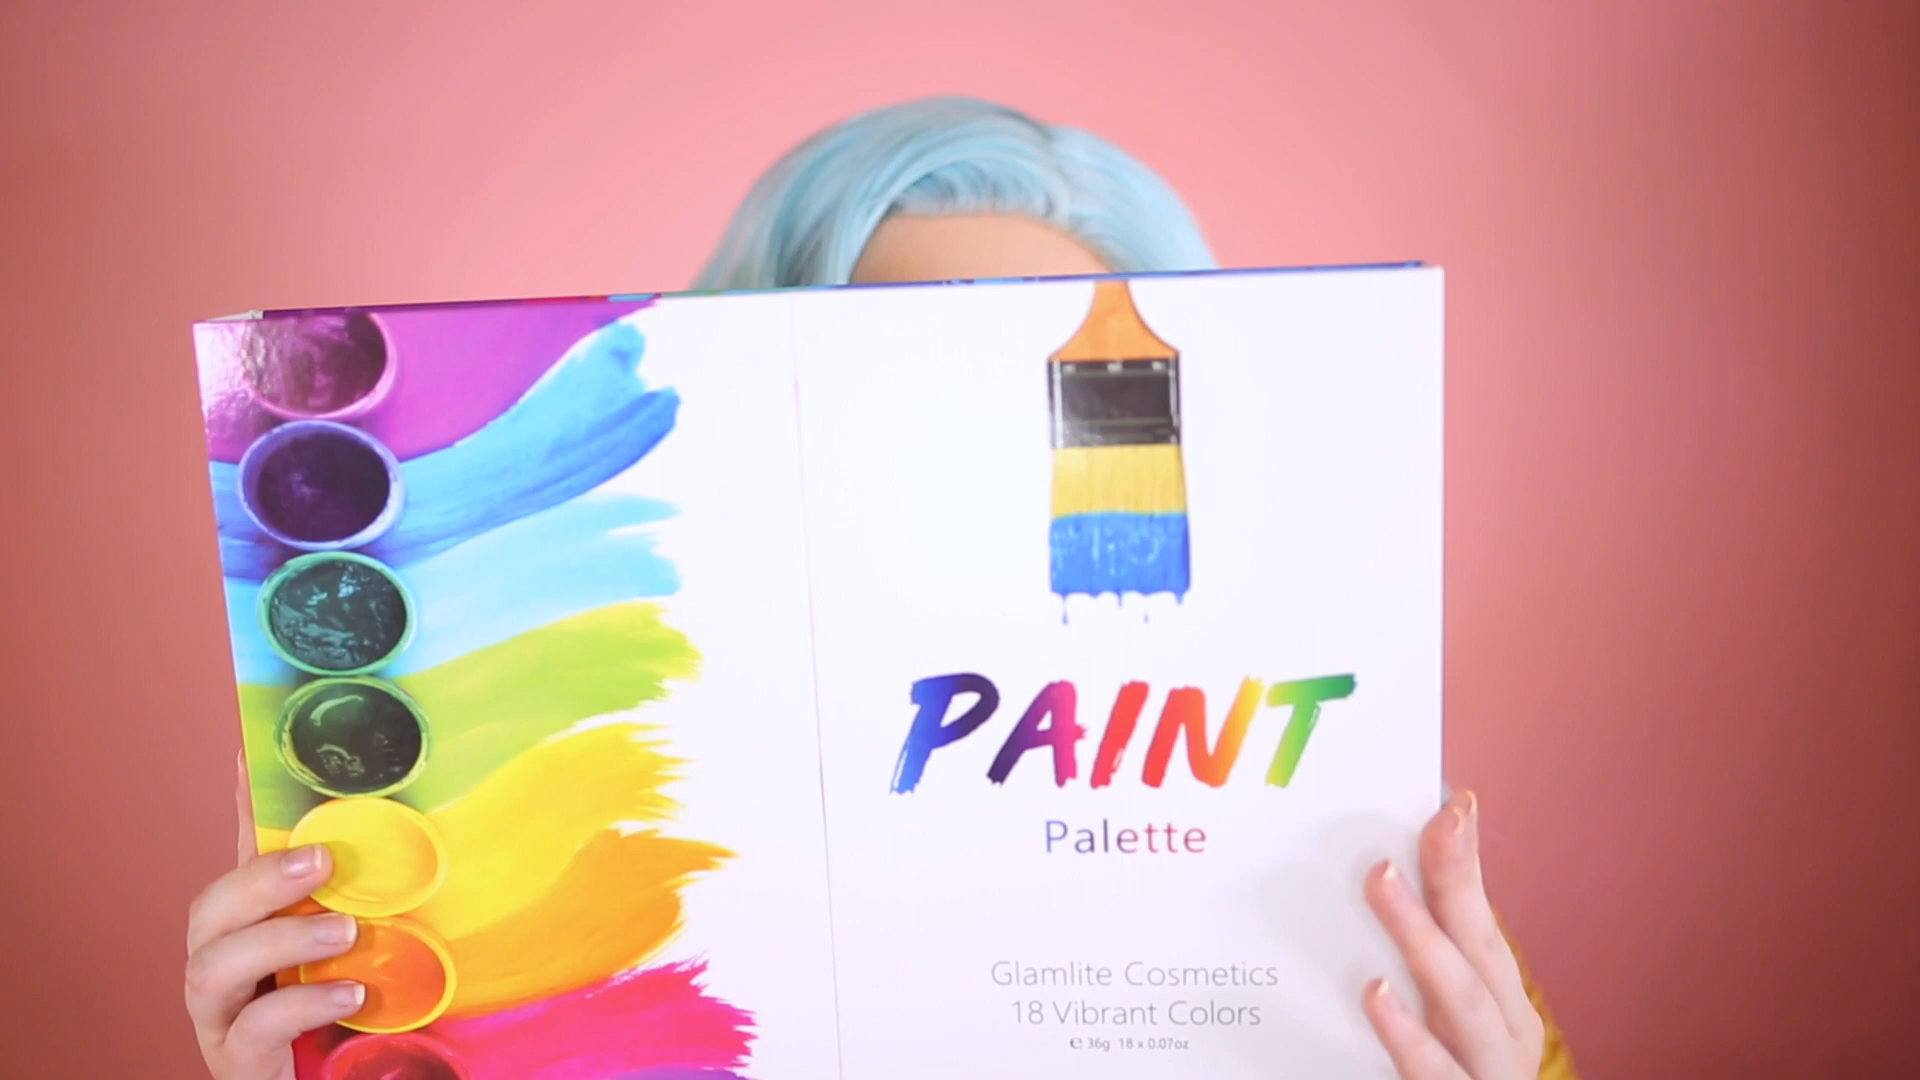 PAINT
Palette
Glamlite Cosmetics
18 Vibrant Colors
℮ 36g 18 x 0.07oz